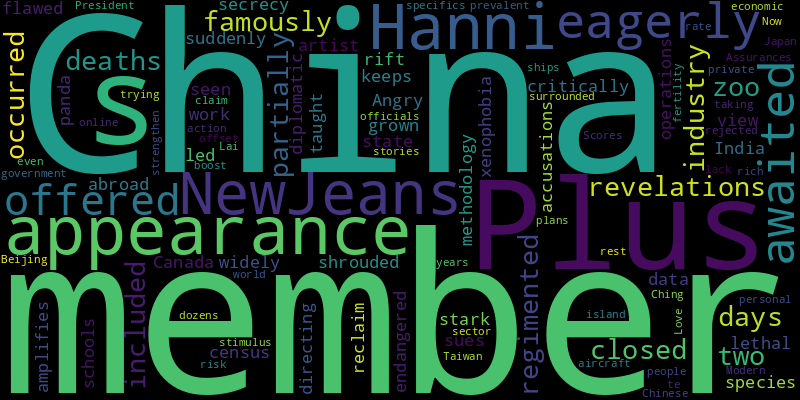 flawed
President
secrecy
specifics
prevalent
economic
famously
Hanni
eagerly
Now
suddenly
artist
rate
Japan
China
s
deaths
rift
Assurances
occurred
panda
partially
diplomatic
seen
keeps
critically
operations
industry
private
zoo
awaited
trying
claim
Angry
surrounded
ships
fertility
taking
online
work
taught
officials
xenophobia
accusations
view
rejected
action
grown
Scores
strengthen
offset
state
India
even
led
Lai
stories
lack
rich
government
boost
methodology
abroad
NewJeans
Plus
revelations
offered
plans
appearance
regimented
rest
Beijing
Canada
widely
shrouded
years
data
member
world
people
Ching
personal
amplifies
schools
included
dozens
directing
reclaim
endangered
stark
island
Love
days
sector
stimulus
sues
closed
lethal
census
Taiwan
two
risk
aircraft
Modern
people
te
species
Chinese